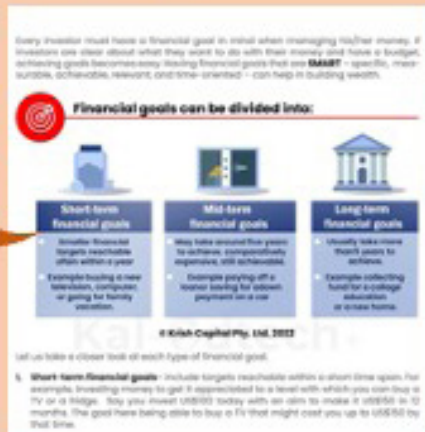 Every investor must have a financial goal in mind when managing his/her money. If
investors are clear about what they want to do with their money and have a budget,
achieving goals becomes easy. Having financial goals that are SMART – specific, mea-
surable, achievable, relevant, and time-oriented – can help in building wealth.
Financial goals can be divided into:
Short-term
financial goals
Smaller financial
targets reachable
often within a year
Example buying a new
television, computer,
or going for family
vacation.
Mid-term
financial goals
May take around five years
to achieve, comparatively
expensive, still achievable.
Example paying off a
loan or saving for a down
payment on a car
Long-term
financial goals
Usually take more
than 5 years to
achieve.
Example collecting
fund for a college
education
or a new home.
© Krish Capital Pty. Ltd. 2022
Let us take a closer look at each type of financial goal.
1. Short-term financial goals - include targets reachable within a short time span. For
example, investing money to get it appreciated to a level with which you can buy a
TV or a fridge. Say you invest US$100 today with an aim to make it US$150 in 12
months. The goal here being able to buy a TV that might cost you up to US$150 by
that time.